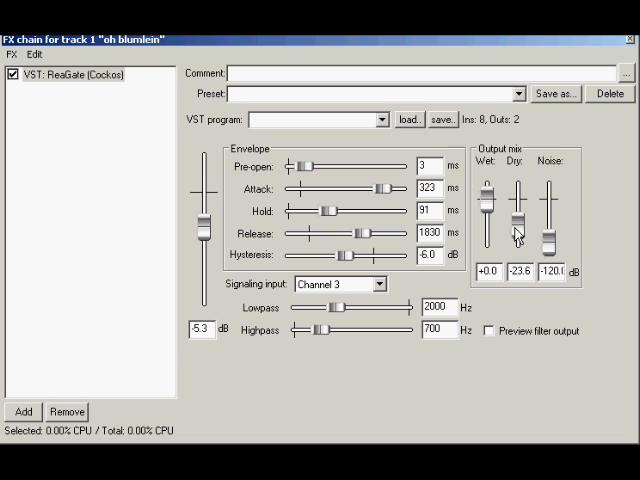 FX chain for track 1 "oh blumlein"
FX Edit
VST: ReaGate (Cockos)
Comment: ...
Preset: Save as... Delete
VST program: load.. save.. Ins: 8, Outs: 2
Envelope
Pre-open: 3 ms
Attack: 323 ms
Hold: 91 ms
Release: 1830 ms
Hysteresis: -6.0 dB
Output mix
Wet: Dry: Noise:
+0.0 -23.6 -120.0 dB
Signaling input: Channel 3
Lowpass 2000 Hz
-5.3 dB Highpass 700 Hz Preview filter output
Add Remove
Selected: 0.00% CPU / Total: 0.00% CPU